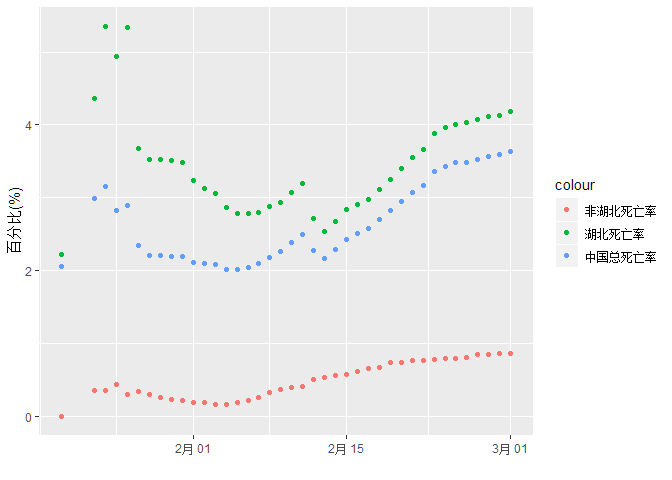 百分比(%)
4
2
0
2月 01
2月 15
3月 01
colour
非湖北死亡率
湖北死亡率
中国总死亡率